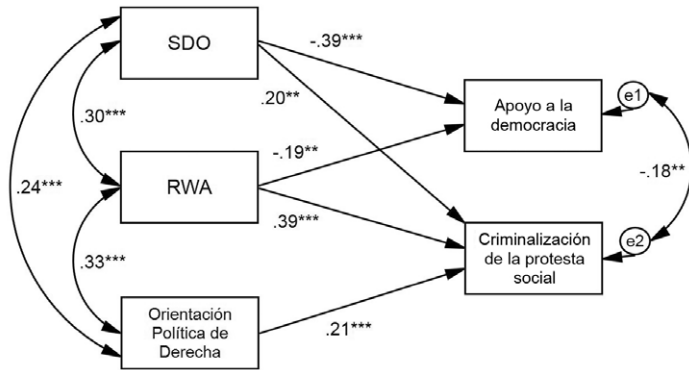 SDO
-.39***
e1
.20**
Apoyo a la
democracia
.30***
-.19**
.24***
RWA
-.18**
.39***
e2
Criminalización
de la protesta
social
.33***
Orientación
Política de
Derecha
.21***